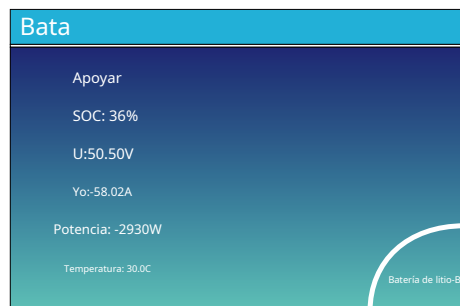 Bata
Apoyar
SOC: 36%
U:50.50V
Yo:-58.02A
Potencia: -2930W
Temperatura: 30.0C
Batería de litio-B